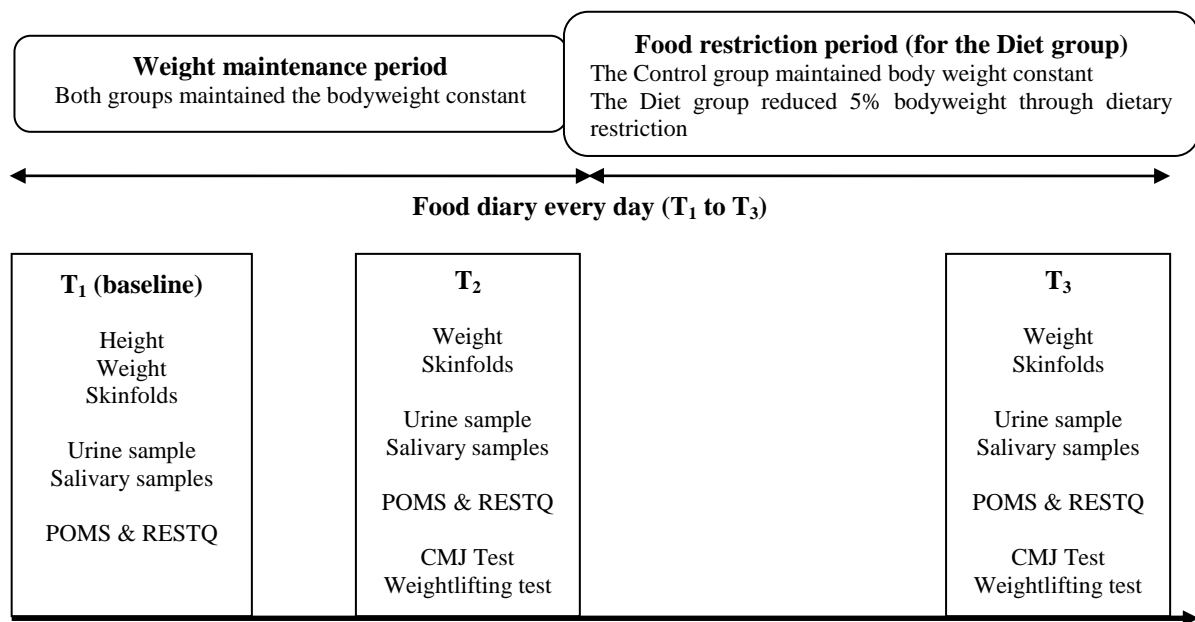 Weight maintenance period
Both groups maintained the bodyweight constant
Food restriction period (for the Diet group)
The Control group maintained body weight constant
The Diet group reduced 5% bodyweight through dietary
restriction
Food diary every day (T₁ to T₃)
T₁ (baseline)
Height
Weight
Skinfolds
Urine sample
Salivary samples
POMS & RESTQ
T₂
Weight
Skinfolds
Urine sample
Salivary samples
POMS & RESTQ
CMJ Test
Weightlifting test
T₃
Weight
Skinfolds
Urine sample
Salivary samples
POMS & RESTQ
CMJ Test
Weightlifting test